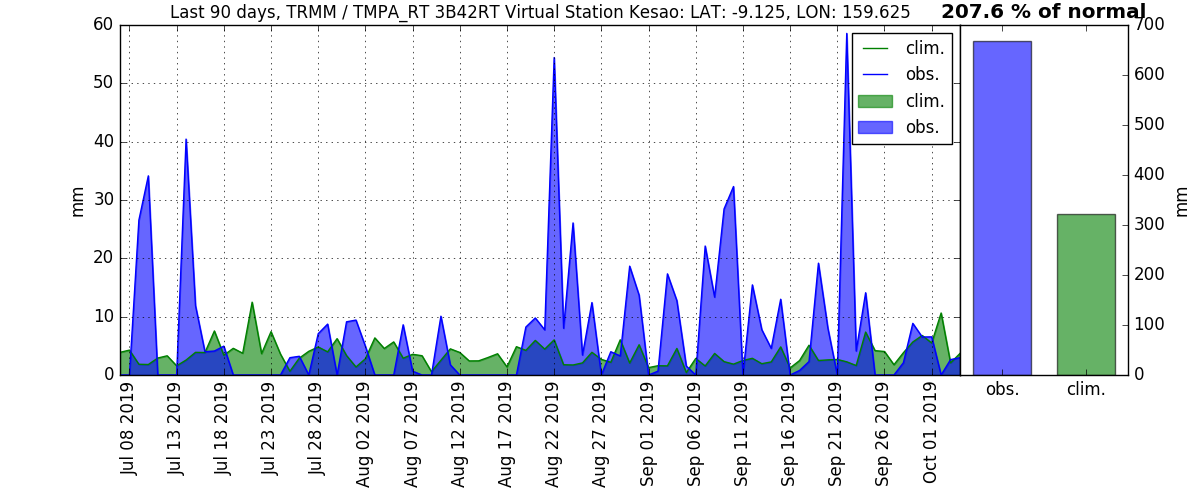 Last 90 days, TRMM / TMPA_RT 3B42RT Virtual Station Kesao: LAT: -9.125, LON: 159.625
207.6 % of normal
mm
60
50
40
30
20
10
0
clim.
obs.
clim.
obs.
Jul 08 2019
Jul 13 2019
Jul 18 2019
Jul 23 2019
Jul 28 2019
Aug 02 2019
Aug 07 2019
Aug 12 2019
Aug 17 2019
Aug 22 2019
Aug 27 2019
Sep 01 2019
Sep 06 2019
Sep 11 2019
Sep 16 2019
Sep 21 2019
Sep 26 2019
Oct 01 2019
700
600
500
400
300
200
100
0
mm
obs.
clim.